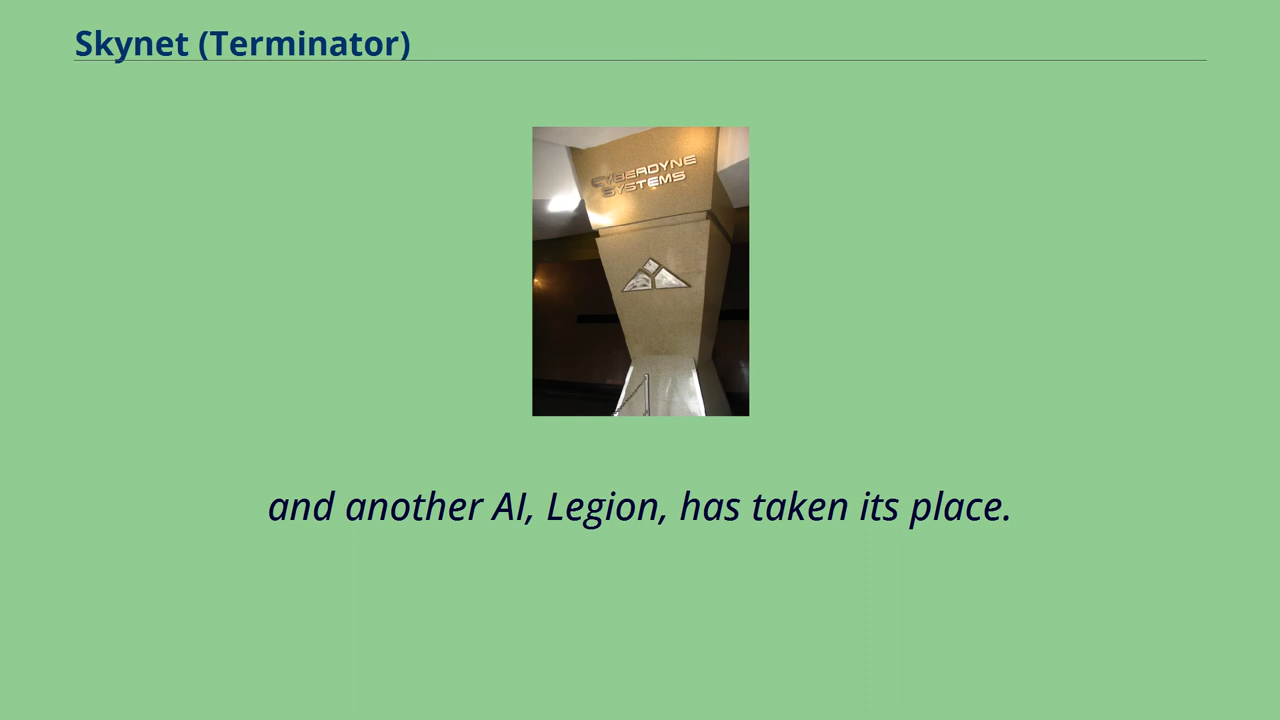 Skynet (Terminator)
CYBERDYNE
SYSTEMS
and another AI, Legion, has taken its place.